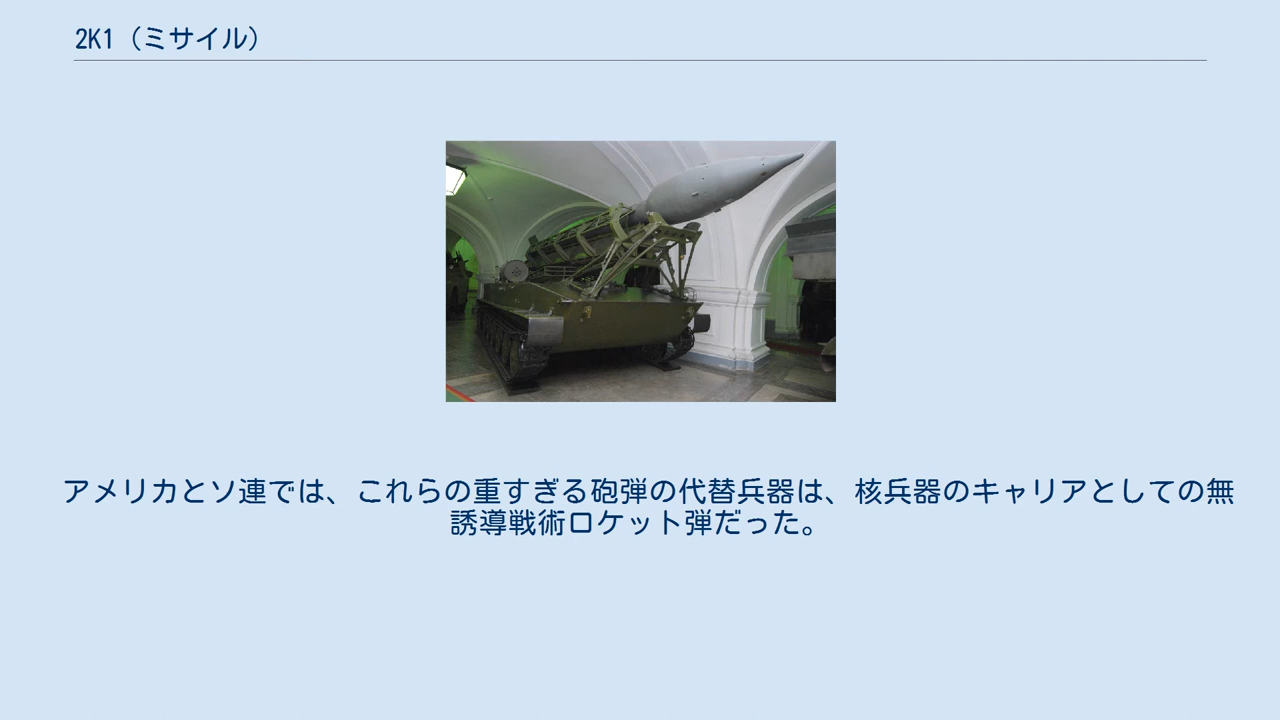 2K1（ミサイル）
アメリカとソ連では、これらの重すぎる砲弾の代替兵器は、核兵器のキャリアとしての無
誘導戦術ロケット弾だった。